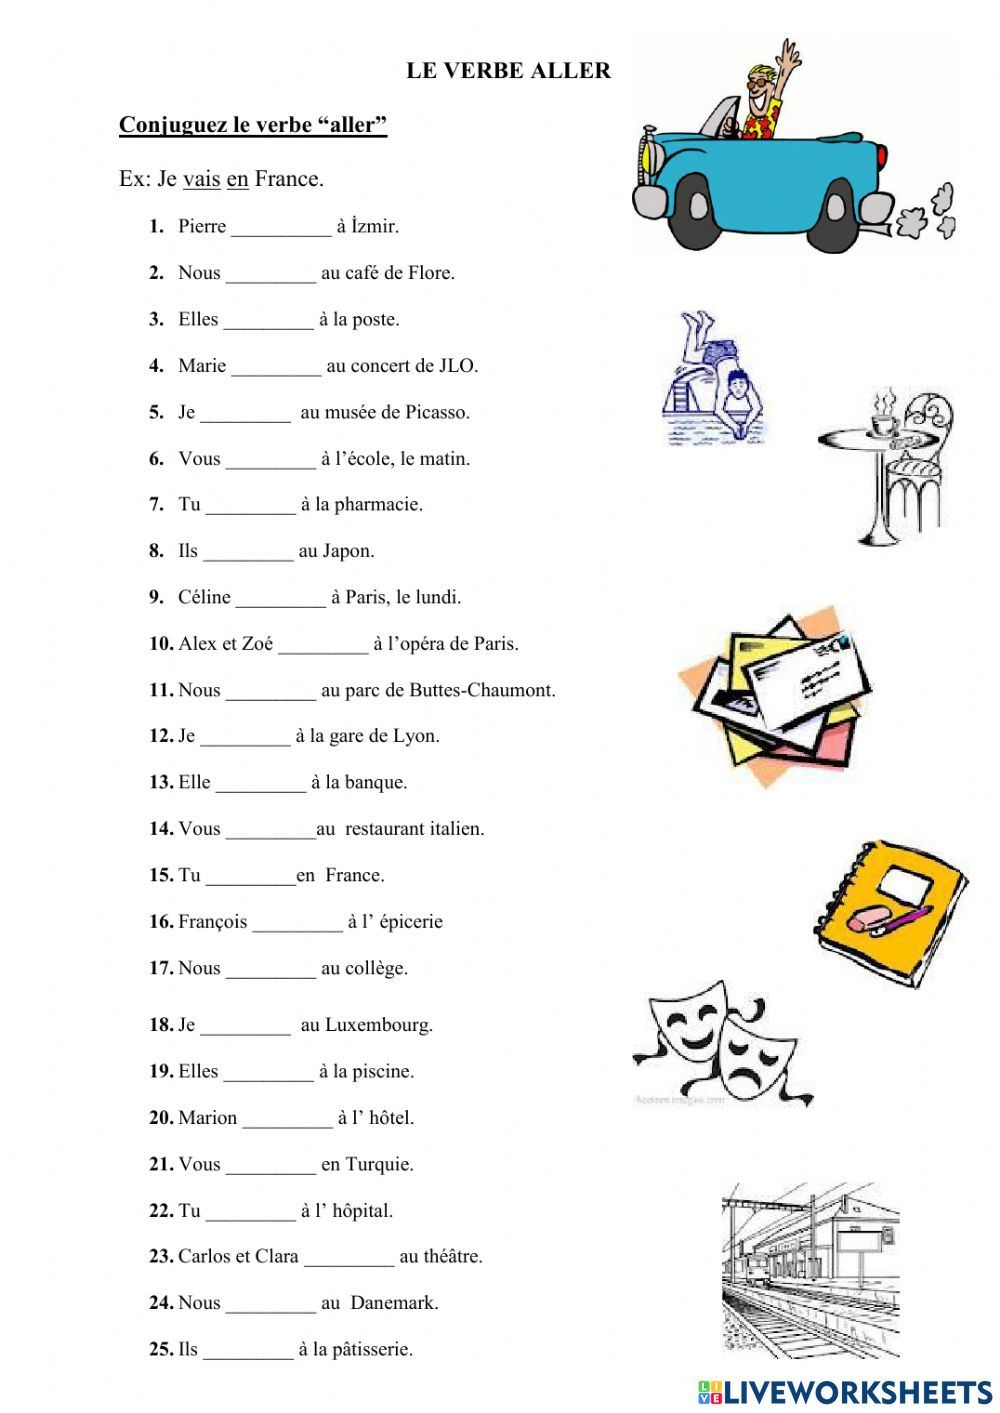 LE VERBE ALLER
Conjuguez le verbe “aller”
Ex: Je vais en France.
1. Pierre __________ à İzmir.
2. Nous _________ au café de Flore.
3. Elles _________ à la poste.
4. Marie _________ au concert de JLO.
5. Je _________ au musée de Picasso.
6. Vous _________ à l’école, le matin.
7. Tu _________ à la pharmacie.
8. Ils _________ au Japon.
9. Céline _________ à Paris, le lundi.
10. Alex et Zoé _________ à l’opéra de Paris.
11. Nous _________ au parc de Buttes-Chaumont.
12. Je _________ à la gare de Lyon.
13. Elle _________ à la banque.
14. Vous _________au restaurant italien.
15. Tu _________en France.
16. François _________ à l’ épicerie
17. Nous _________ au collège.
18. Je _________ au Luxembourg.
19. Elles _________ à la piscine.
20. Marion _________ à l’ hôtel.
21. Vous _________ en Turquie.
22. Tu _________ à l’ hôpital.
23. Carlos et Clara _________ au théâtre.
24. Nous _________ au Danemark.
25. Ils _________ à la pâtisserie.
LIVE LIVEWORKSHEETS